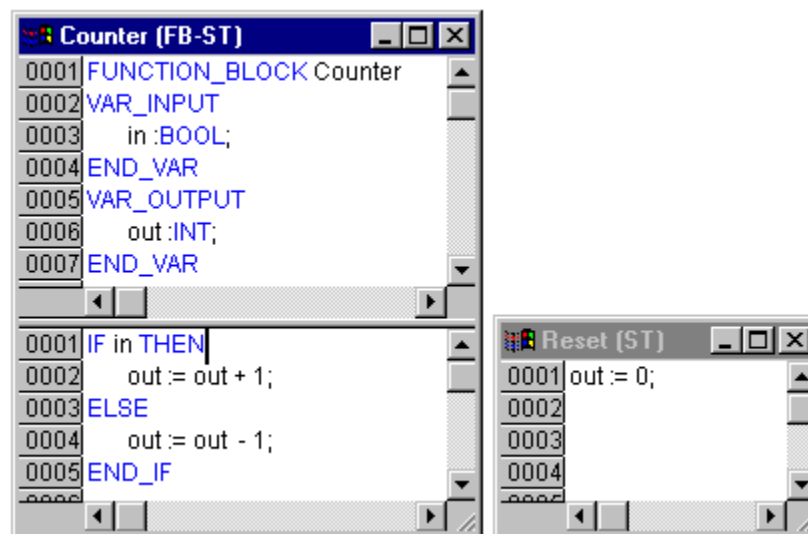 Counter (FB-ST)
0001 FUNCTION_BLOCK Counter
0002 VAR_INPUT
0003 in :BOOL;
0004 END_VAR
0005 VAR_OUTPUT
0006 out :INT;
0007 END_VAR
0001 IF in THEN
0002 out := out + 1;
0003 ELSE
0004 out := out - 1;
0005 END_IF
Reset (ST)
0001 out := 0;
0002
0003
0004